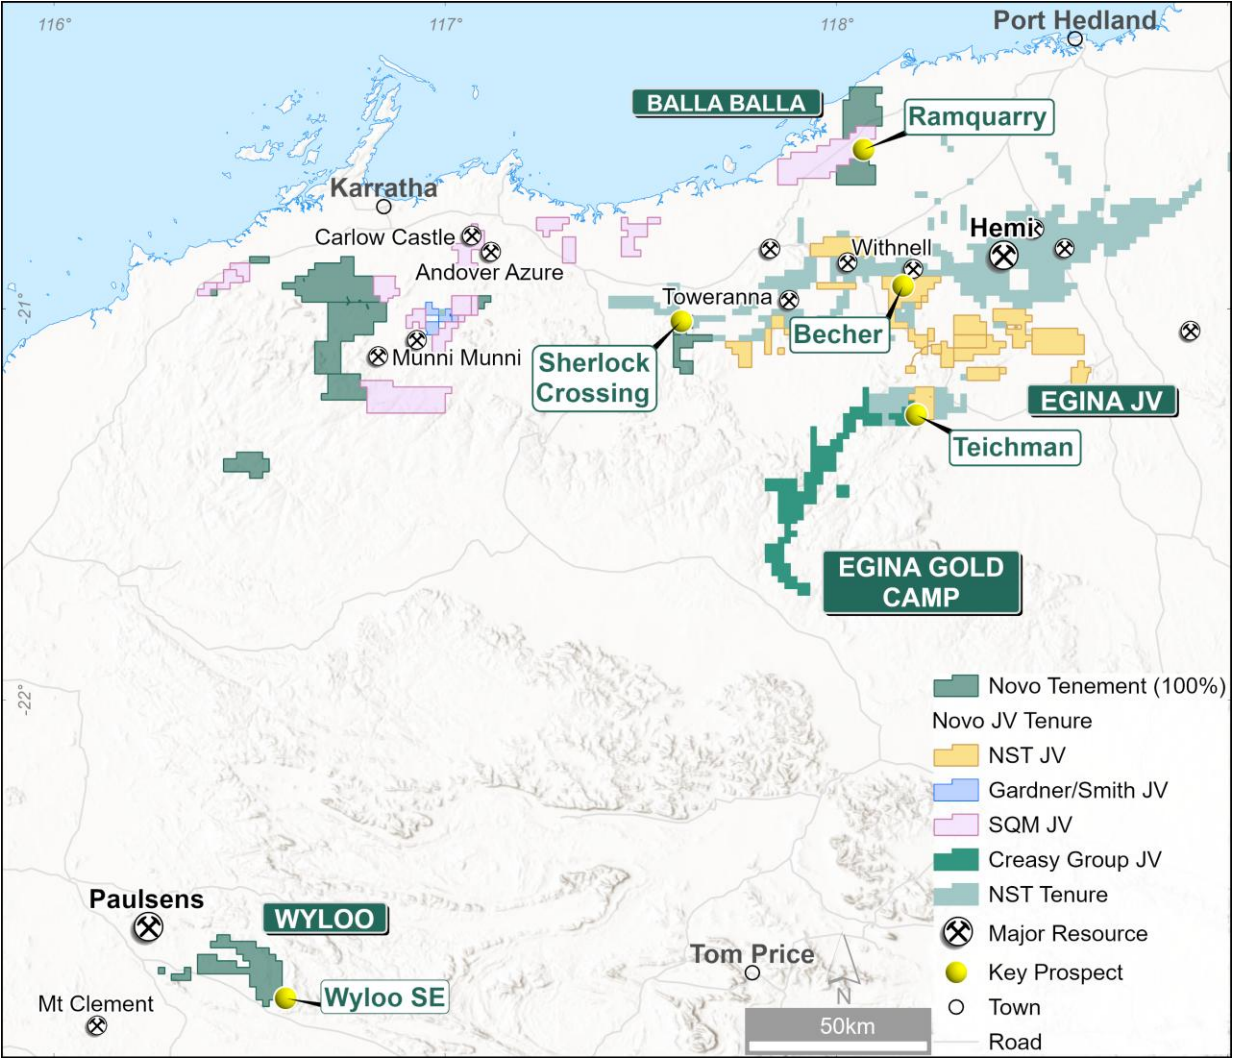 116°
117°
118°
Port Hedland
BALLA BALLA
Ramquarry
Karratha
Carlow Castle
Andover Azure
Hemi
Withnell
-21°
Toweranna
Becher
Sherlock
Crossing
Munni Munni
EGINA JV
Teichman
EGINA GOLD
CAMP
-22°
Novo Tenement (100%)
Novo JV Tenure
NST JV
Gardner/Smith JV
SQM JV
Creasy Group JV
NST Tenure
Major Resource
Key Prospect
Town
Road
Paulsens
WYLOO
Wyloo SE
Mt Clement
Tom Price
N
50km